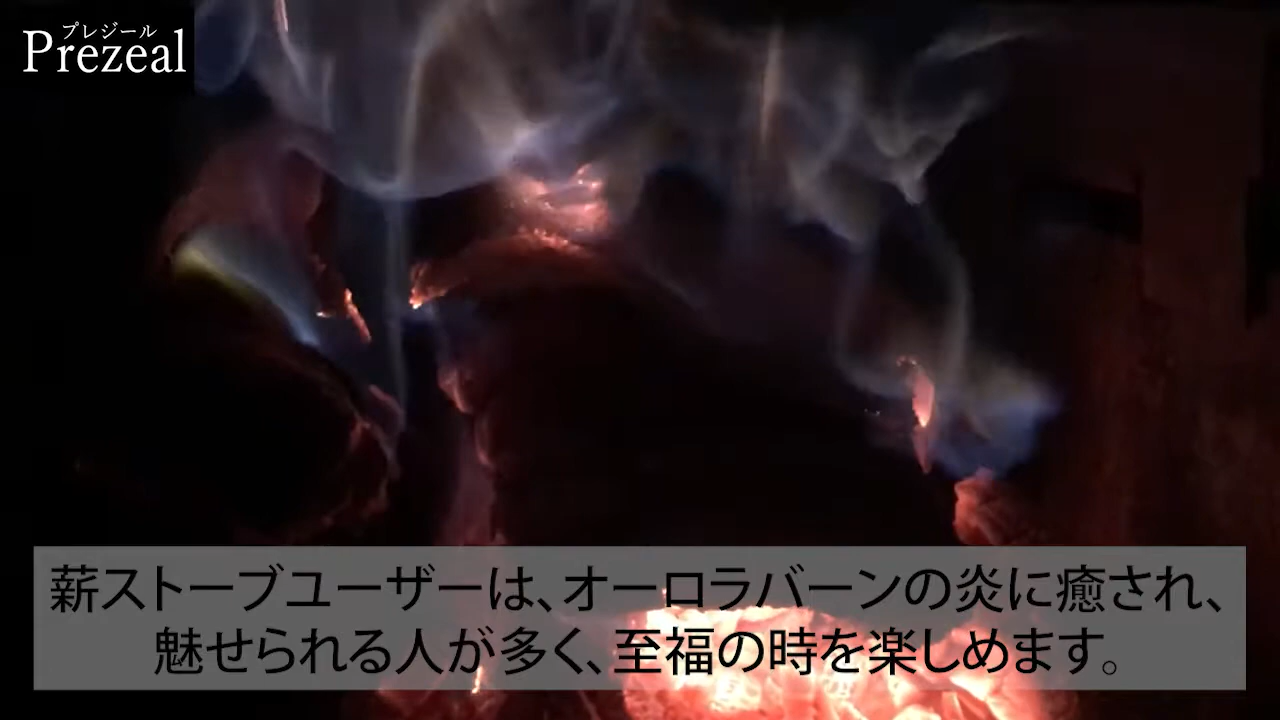 プレジール
Prezeal
薪ストーブユーザーは、オーロラバーンの炎に癒され、
魅せられる人が多く、至福の時を楽しめます。